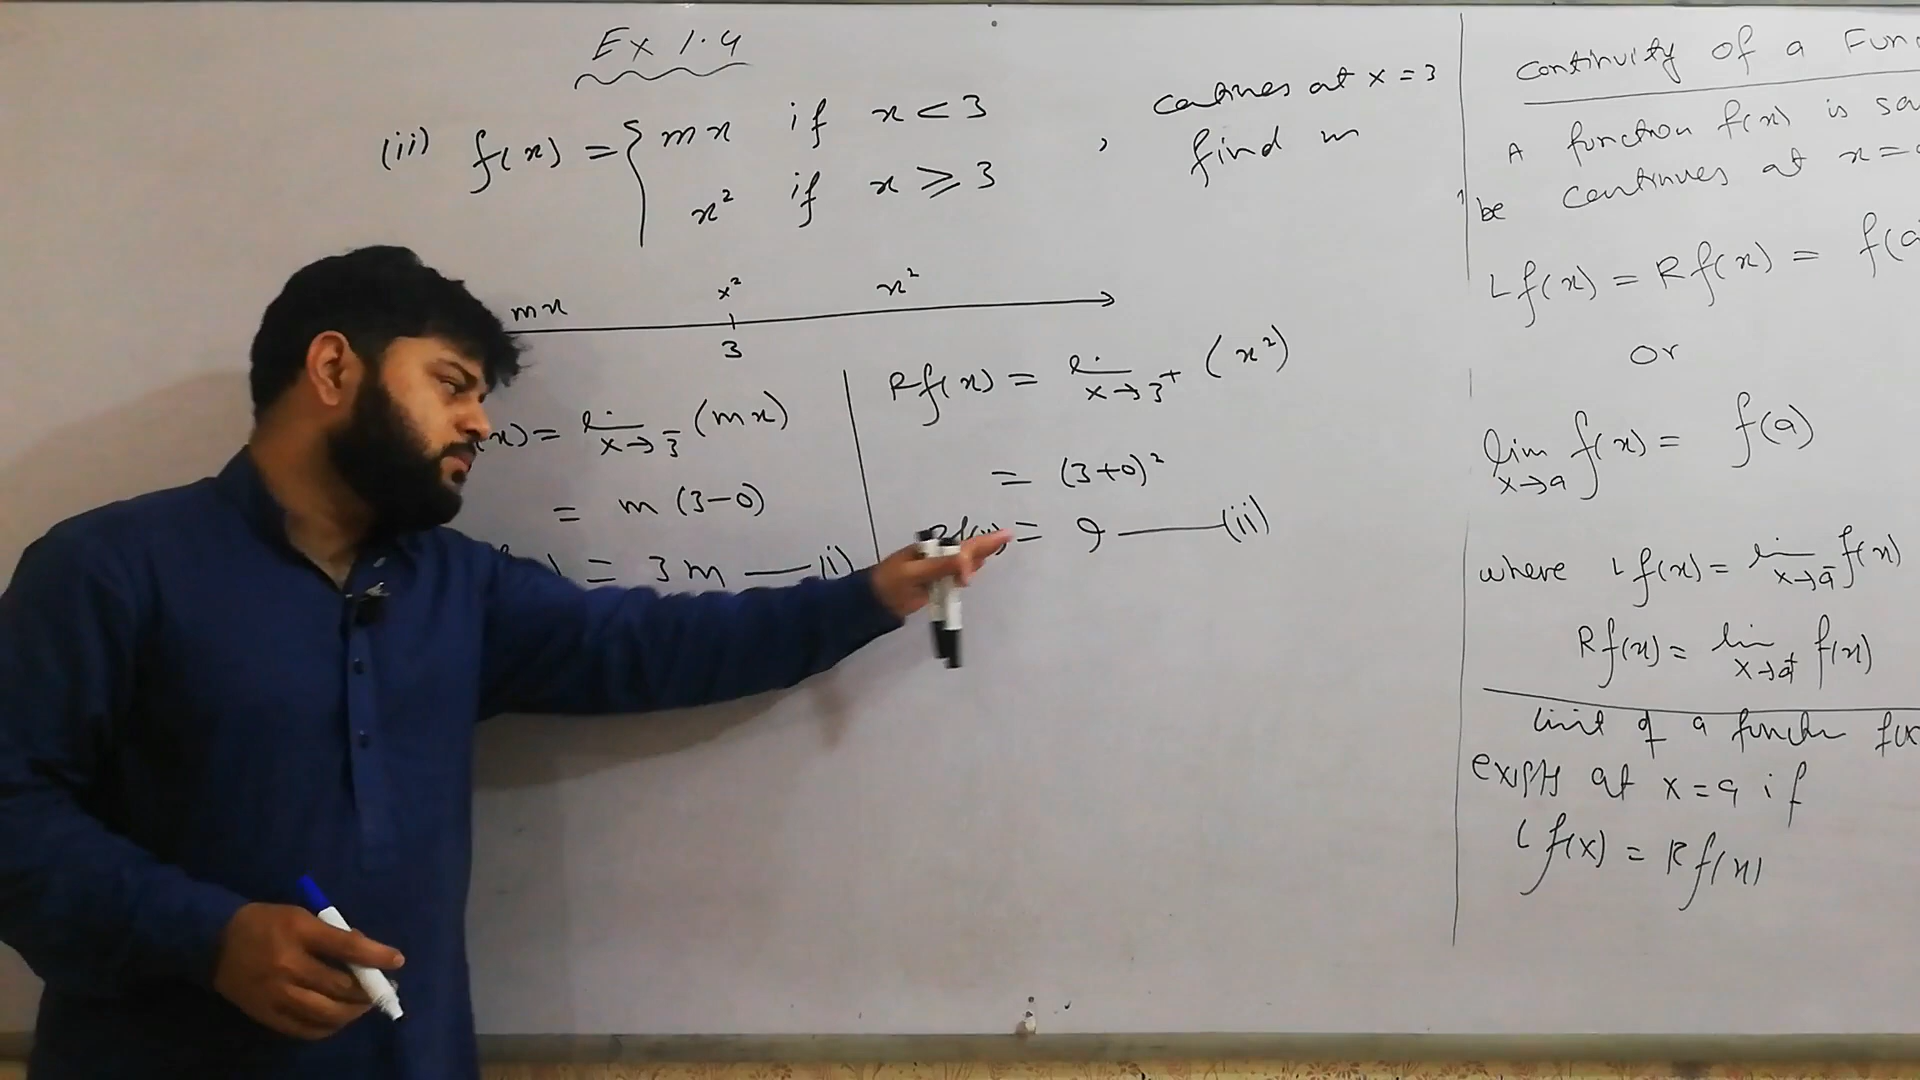 Ex 1.4
(ii) f(x) = { mx if x < 3
x² if x ⩾ 3
, continues at x = 3
find m
mx x² x²
3
x) = lim x→3⁻ (mx)
= m (3-0)
) = 3m —— (i)
Rf(x) = lim x→3⁺ (x²)
= (3+0)²
Rf(x) = 9 —— (ii)
Continuity of a Func
A function f(x) is sa
be continues at x =
Lf(x) = Rf(x) = f(a
Or
lim x→a f(x) = f(a)
where Lf(x) = lim x→a⁻ f(x)
Rf(x) = lim x→a⁺ f(x)
limit of a function f(x
exists at x = a if
Lf(x) = Rf(x)